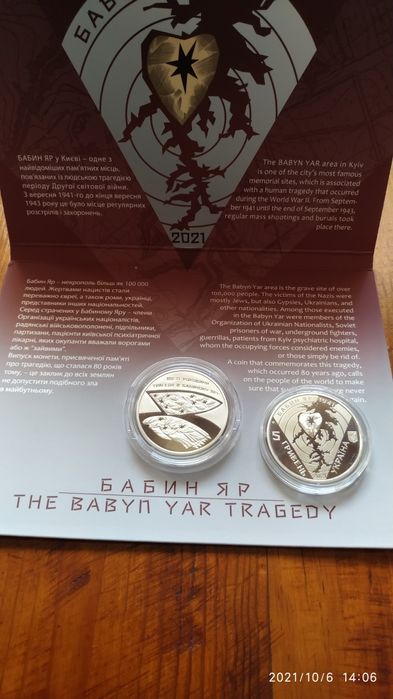 БАБ
БАБИН ЯР у Києві – одне з
найвідоміших пам'ятних місць,
пов'язаних із людською трагедією
періоду Другої світової війни.
З вересня 1941-го до кінця вересня
1943 року це було місце регулярних
розстрілів і захоронень.
The BABYN YAR area in Kyiv
is one of the city's most famous
memorial sites, which is associated
with a human tragedy that occurred
during the World War II. From September
1941 until the end of September 1943,
regular mass shootings and burials took
place there.
2021
Бабин Яр – некрополь більш як 100 000
людей. Жертвами нацистів стали
переважно євреї, а також роми, українці,
представники інших національностей.
Серед страчених у Бабиному Яру – члени
Організації українських націоналістів,
радянські військовополонені, підпільники,
партизани, пацієнти київської психіатричної
лікарні, яких окупанти вважали ворогами
або ж "зайвими".
Випуск монети, присвяченої пам'яті
про трагедію, що сталася 80 років
тому, – це заклик до всіх землян
не допустити подібного зла
в майбутньому.
The Babyn Yar area is the grave site of over
100,000 people. The victims of the Nazis were
mostly Jews, but also Gypsies, Ukrainians, and
other nationalities. Among those executed
in the Babyn Yar were members of the
Organization of Ukrainian Nationalists, Soviet
prisoners of war, underground fighters,
guerrillas, patients from Kyiv psychiatric hospital,
whom the occupying forces considered enemies,
or those simply be rid of.
A coin that commemorates this tragedy,
which occurred 80 years ago, calls
on the people of the world to make
sure that such never
again
БАБИН ЯР 1941
5
ГРИВЕНЬ
УКРАЇНА
БАБИН ЯР
THE BABYN YAR TRAGEDY
2021/10/6 14:06